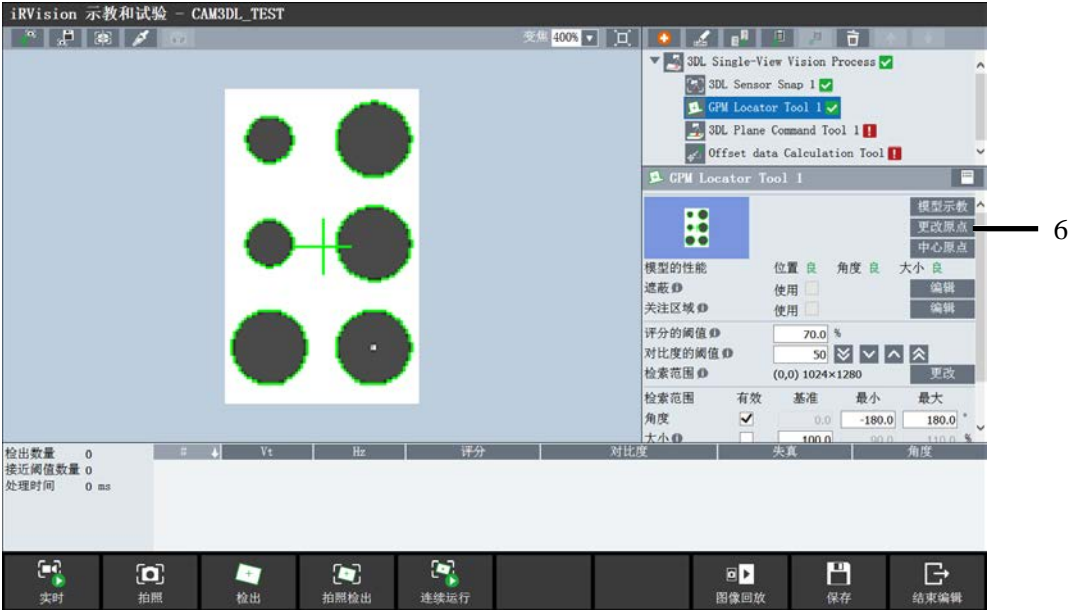 iRVision 示教和试验 - CAM3DL_TEST
变焦 400%
3DL Single-View Vision Process
3DL Sensor Snap 1
GPM Locator Tool 1
3DL Plane Command Tool 1
Offset data Calculation Tool
GPM Locator Tool 1
模型示教
更改原点
6
中心原点
模型的性能 位置 良 角度 良 大小 良
遮蔽 使用 编辑
关注区域 使用 编辑
评分的阈值 70.0 %
对比度的阈值 50
检索范围 (0,0) 1024×1280 更改
检索范围 有效 基准 最小 最大
角度 0.0 -180.0 180.0 °
大小 100.0 90.0 110.0 %
检出数量 0
接近阈值数量 0
处理时间 0 ms
# Vt Hz 评分 对比度 失真 角度
实时 拍照 检出 拍照检出 连续运行 图像回放 保存 结束编辑